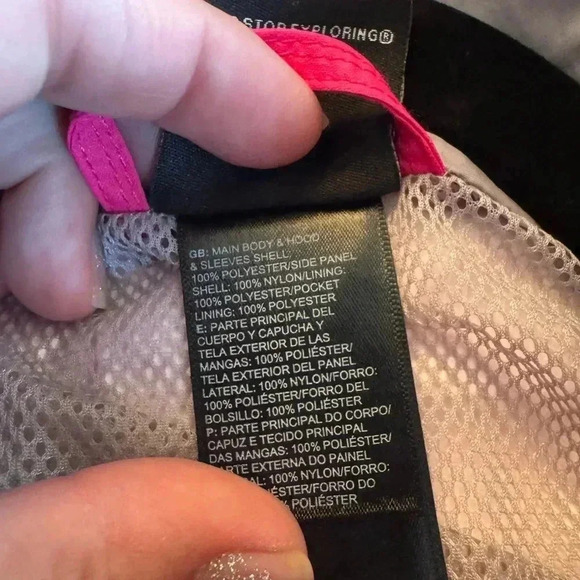 STOP EXPLORING®
GB: MAIN BODY & HOOD
& SLEEVES SHELL:
100% POLYESTER/SIDE PANEL
SHELL: 100% NYLON/LINING:
100% POLYESTER/POCKET
LINING: 100% POLYESTER
E: PARTE PRINCIPAL DEL
CUERPO Y CAPUCHA Y
TELA EXTERIOR DE LAS
MANGAS: 100% POLIÉSTER/
TELA EXTERIOR DEL PANEL
LATERAL: 100% NYLON/FORRO:
100% POLIÉSTER/FORRO DEL
BOLSILLO: 100% POLIÉSTER
P: PARTE PRINCIPAL DO CORPO/
CAPUZ E TECIDO PRINCIPAL
DAS MANGAS: 100% POLIÉSTER/
PARTE EXTERNA DO PAINEL
100% NYLON/FORRO:
POLIÉSTER/FORRO DO
POLIÉSTER